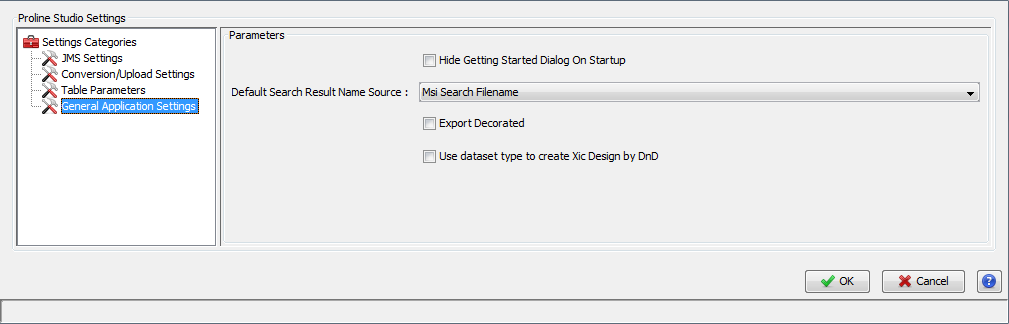 Proline Studio Settings
Settings Categories
JMS Settings
Conversion/Upload Settings
Table Parameters
General Application Settings
Parameters
Hide Getting Started Dialog On Startup
Default Search Result Name Source : Msi Search Filename
Export Decorated
Use dataset type to create Xic Design by DnD
OK Cancel ?